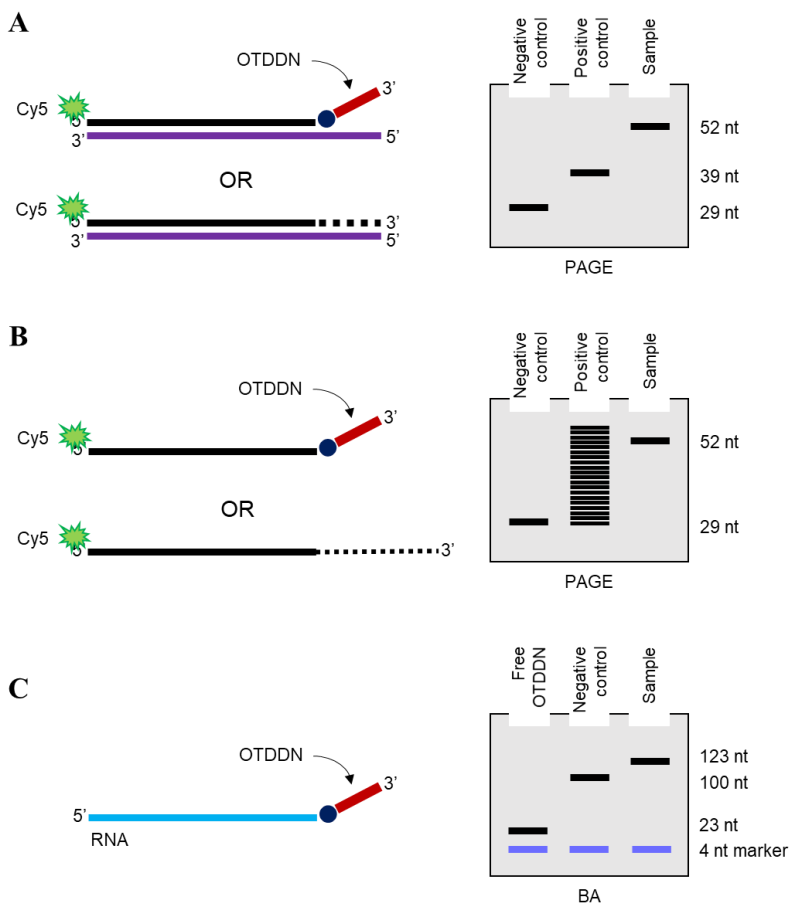 A
OTDDN
3’
Cy5
5’
3’
5’
OR
Cy5
5’
3’
3’
5’
Negative
control
Positive
control
Sample
52 nt
39 nt
29 nt
PAGE
B
OTDDN
3’
Cy5
5’
OR
Cy5
5’
3’
Negative
control
Positive
control
Sample
52 nt
29 nt
PAGE
C
OTDDN
3’
5’
RNA
Free
OTDDN
Negative
control
Sample
123 nt
100 nt
23 nt
4 nt marker
BA